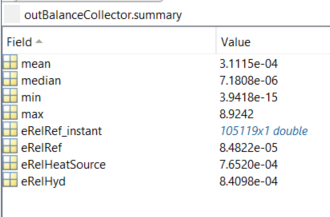 outBalanceCollector.summary
Field Value
mean 3.1115e-04
median 7.1806e-06
min 3.9418e-15
max 8.9242
eRelRef_instant 105119x1 double
eRelRef 8.4822e-05
eRelHeatSource 7.6520e-04
eRelHyd 8.4098e-04